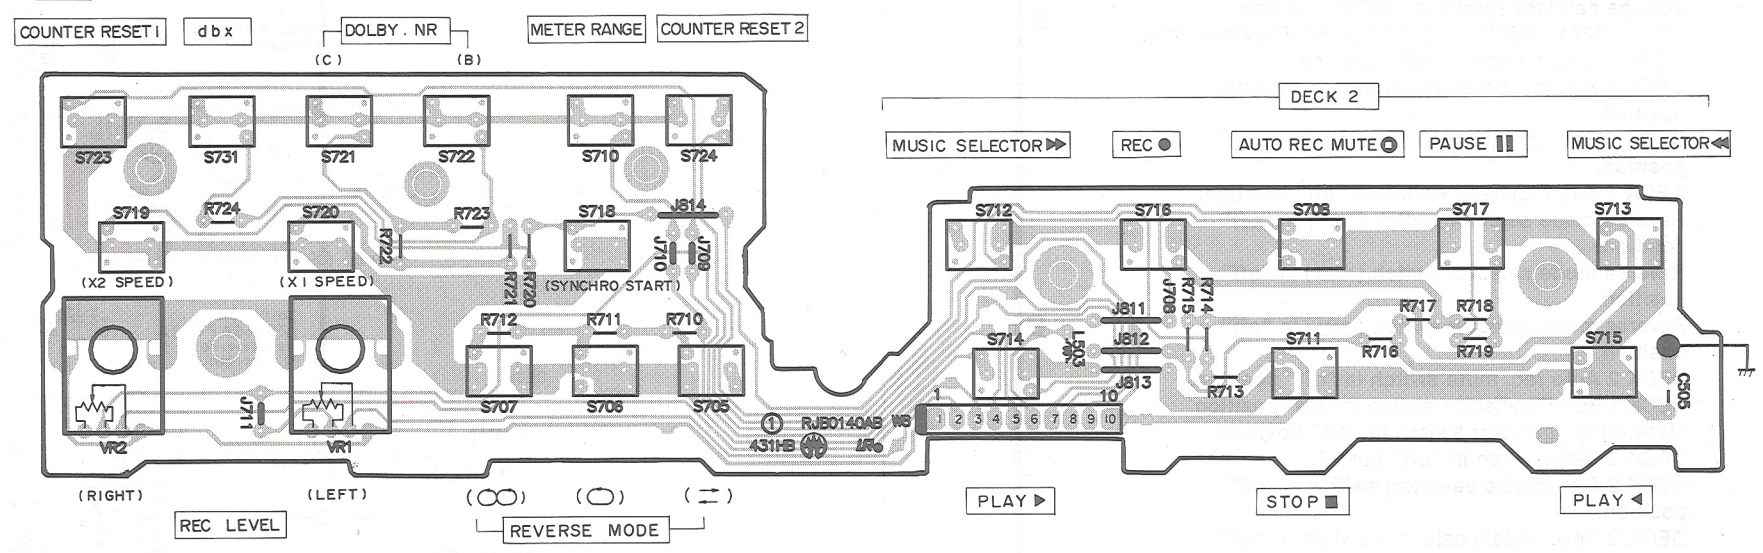 COUNTER RESET 1
dbx
DOLBY . NR
METER RANGE
COUNTER RESET 2
(C)
(B)
DECK 2
MUSIC SELECTOR ▶▶
REC ●
AUTO REC MUTE
PAUSE ❚❚
MUSIC SELECTOR ◀◀
S723
S731
S721
S722
S710
S724
S719
R724
S720
R722
R723
R721
R720
S718
J814
J710
J709
(X2 SPEED)
(X1 SPEED)
(SYNCHRO START)
S712
S716
S708
S717
S713
J708
R715
R714
J811
J812
J813
L503
R717
R718
R716
R719
R712
R711
R710
S714
S711
S715
R713
C505
S707
S706
S705
J711
VR2
VR1
1
10
1 2 3 4 5 6 7 8 9 10
1
RJB0140AB
W8
431HB
(RIGHT)
(LEFT)
REC LEVEL
REVERSE MODE
PLAY ▶
STOP ■
PLAY ◀